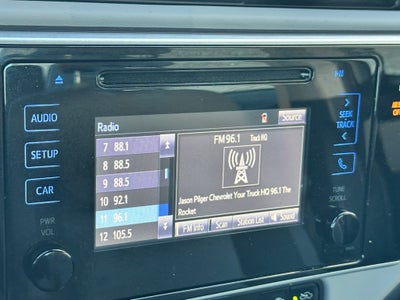 AUDIO
SETUP
CAR
PWR
VOL
Radio
Source
7 88.1
8 88.5
9 88.5
10 92.1
11 96.1
12 105.5
FM 96.1 Truck HQ
Jason Pilger Chevrolet Your Truck HQ 96.1 The
Rocket
FM Info
Scan
Station List
Sound
SEEK
TRACK
TUNE
SCROLL